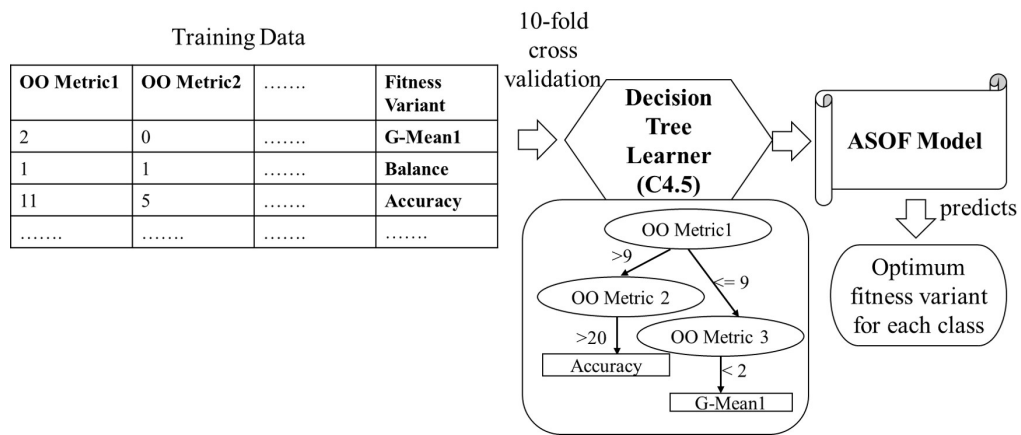 Training Data
OO Metric1 OO Metric2 ……. Fitness
Variant
2 0 ……. G-Mean1
1 1 ……. Balance
11 5 ……. Accuracy
……. ……. ……. …….
10-fold
cross
validation
Decision
Tree
Learner
(C4.5)
OO Metric1
>9
<= 9
OO Metric 2
OO Metric 3
>20
< 2
Accuracy
G-Mean1
ASOF Model
predicts
Optimum
fitness variant
for each class